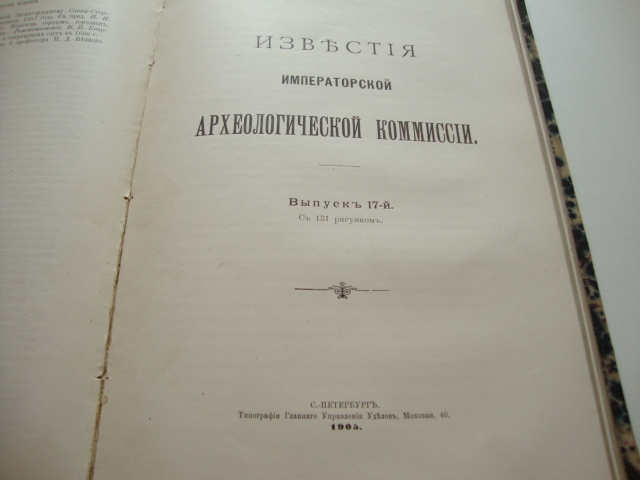 ИЗВѢСТІЯ
ИМПЕРАТОРСКОЙ
АРХЕОЛОГИЧЕСКОЙ КОММИССІИ.
Выпускъ 17-й.
Съ 131 рисункомъ.
С.-ПЕТЕРБУРГЪ.
Типографія Главнаго Управленія Удѣловъ, Моховая, 40.
1905.